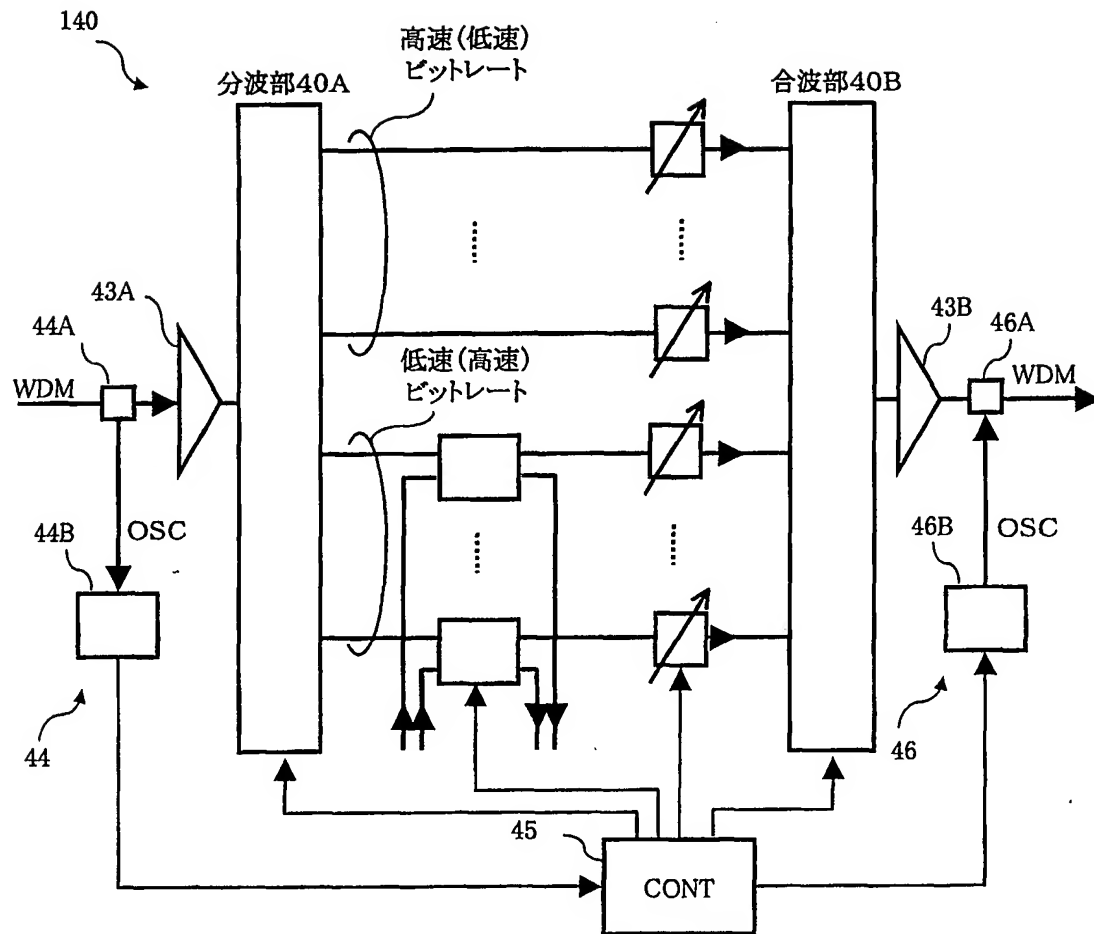 140
高速(低速)
ビットレート
分波部40A
合波部40B
43A
44A
WDM
低速(高速)
ビットレート
43B
46A
WDM
44B
OSC
46B
OSC
44
46
45
CONT